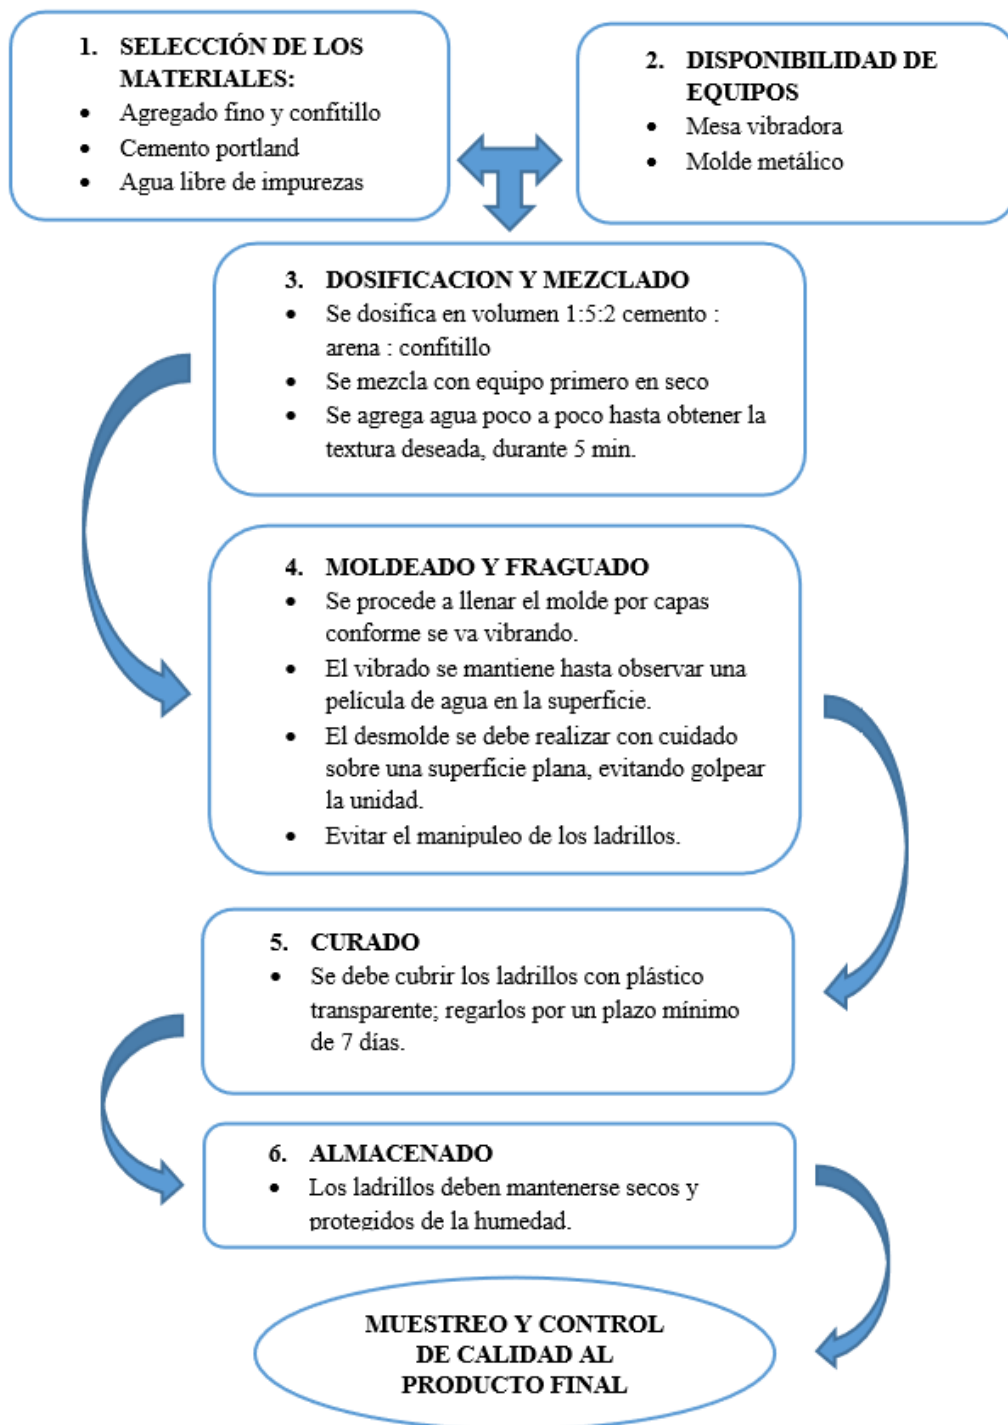 1. SELECCIÓN DE LOS
MATERIALES:
• Agregado fino y confitillo
• Cemento portland
• Agua libre de impurezas
2. DISPONIBILIDAD DE
EQUIPOS
• Mesa vibradora
• Molde metálico
3. DOSIFICACION Y MEZCLADO
• Se dosifica en volumen 1:5:2 cemento :
arena : confitillo
• Se mezcla con equipo primero en seco
• Se agrega agua poco a poco hasta obtener la
textura deseada, durante 5 min.
4. MOLDEADO Y FRAGUADO
• Se procede a llenar el molde por capas
conforme se va vibrando.
• El vibrado se mantiene hasta observar una
película de agua en la superficie.
• El desmolde se debe realizar con cuidado
sobre una superficie plana, evitando golpear
la unidad.
• Evitar el manipuleo de los ladrillos.
5. CURADO
• Se debe cubrir los ladrillos con plástico
transparente; regarlos por un plazo mínimo
de 7 días.
6. ALMACENADO
• Los ladrillos deben mantenerse secos y
protegidos de la humedad.
MUESTREO Y CONTROL
DE CALIDAD AL
PRODUCTO FINAL